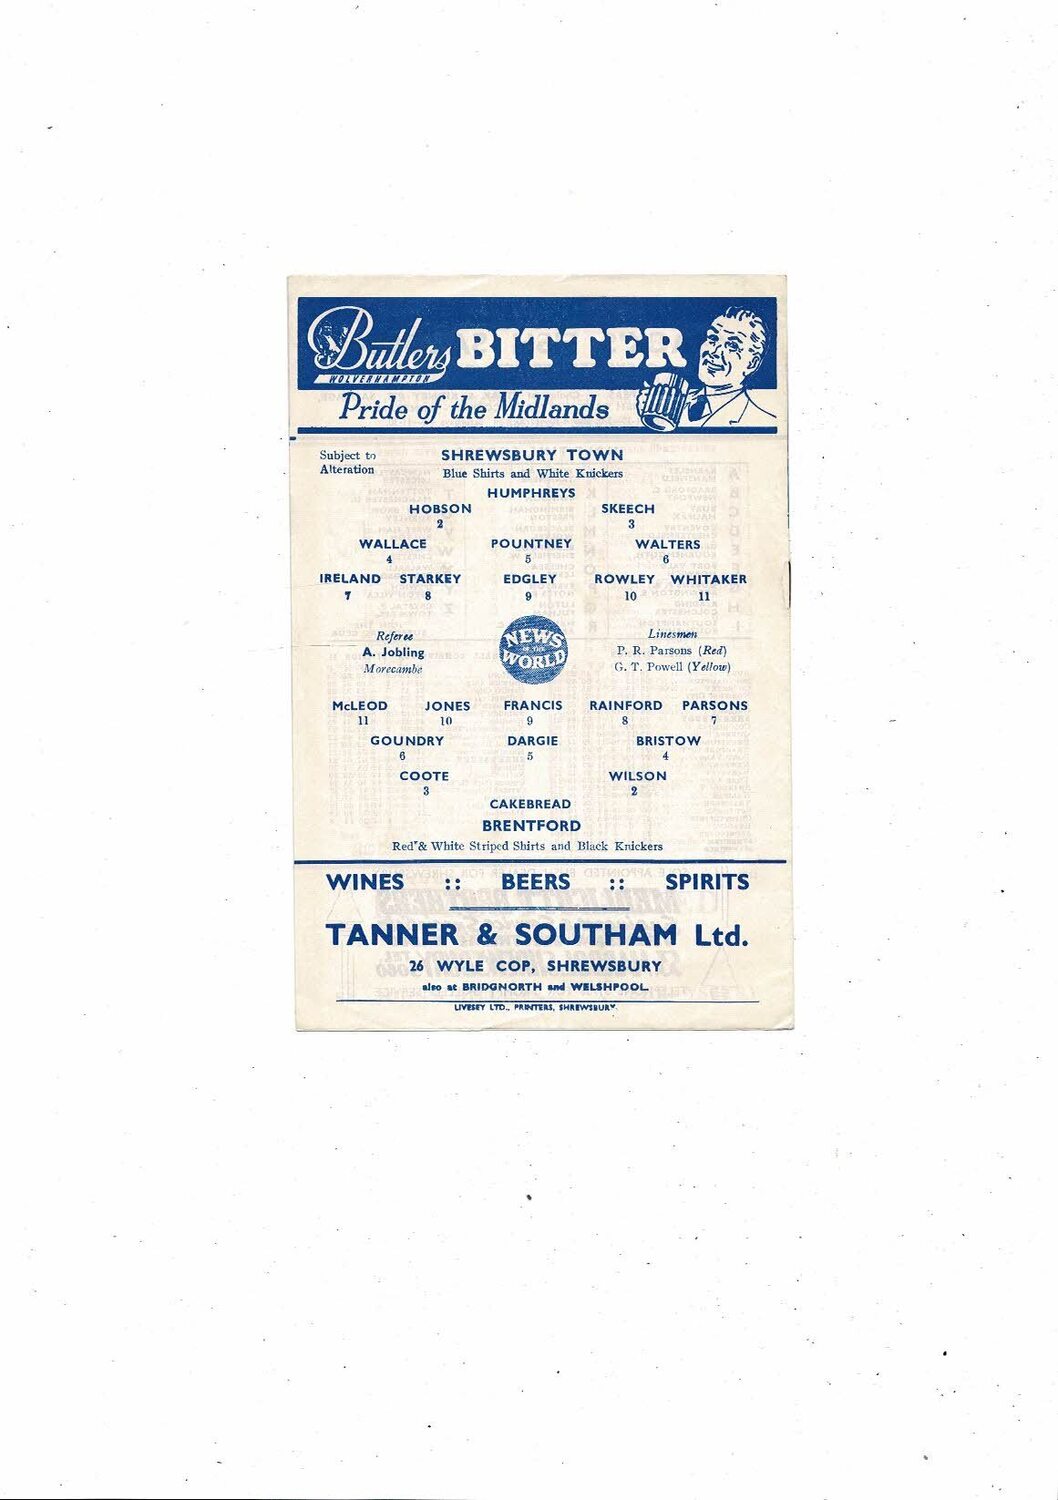 Butlers BITTER
WOLVERHAMPTON
Pride of the Midlands
Subject to
Alteration
SHREWSBURY TOWN
Blue Shirts and White Knickers
HUMPHREYS
HOBSON SKEECH
2 3
WALLACE POUNTNEY WALTERS
4 5 6
IRELAND STARKEY EDGLEY ROWLEY WHITAKER
7 8 9 10 11
Referee
A. Jobling
Morecambe
NEWS
OF THE
WORLD
Linesmen
P. R. Parsons (Red)
G. T. Powell (Yellow)
McLEOD JONES FRANCIS RAINFORD PARSONS
11 10 9 8 7
GOUNDRY DARGIE BRISTOW
6 5 4
COOTE WILSON
3 2
CAKEBREAD
BRENTFORD
Red & White Striped Shirts and Black Knickers
WINES :: BEERS :: SPIRITS
TANNER & SOUTHAM Ltd.
26 WYLE COP, SHREWSBURY
also at BRIDGNORTH and WELSHPOOL
LIVESEY LTD., PRINTERS, SHREWSBURY.